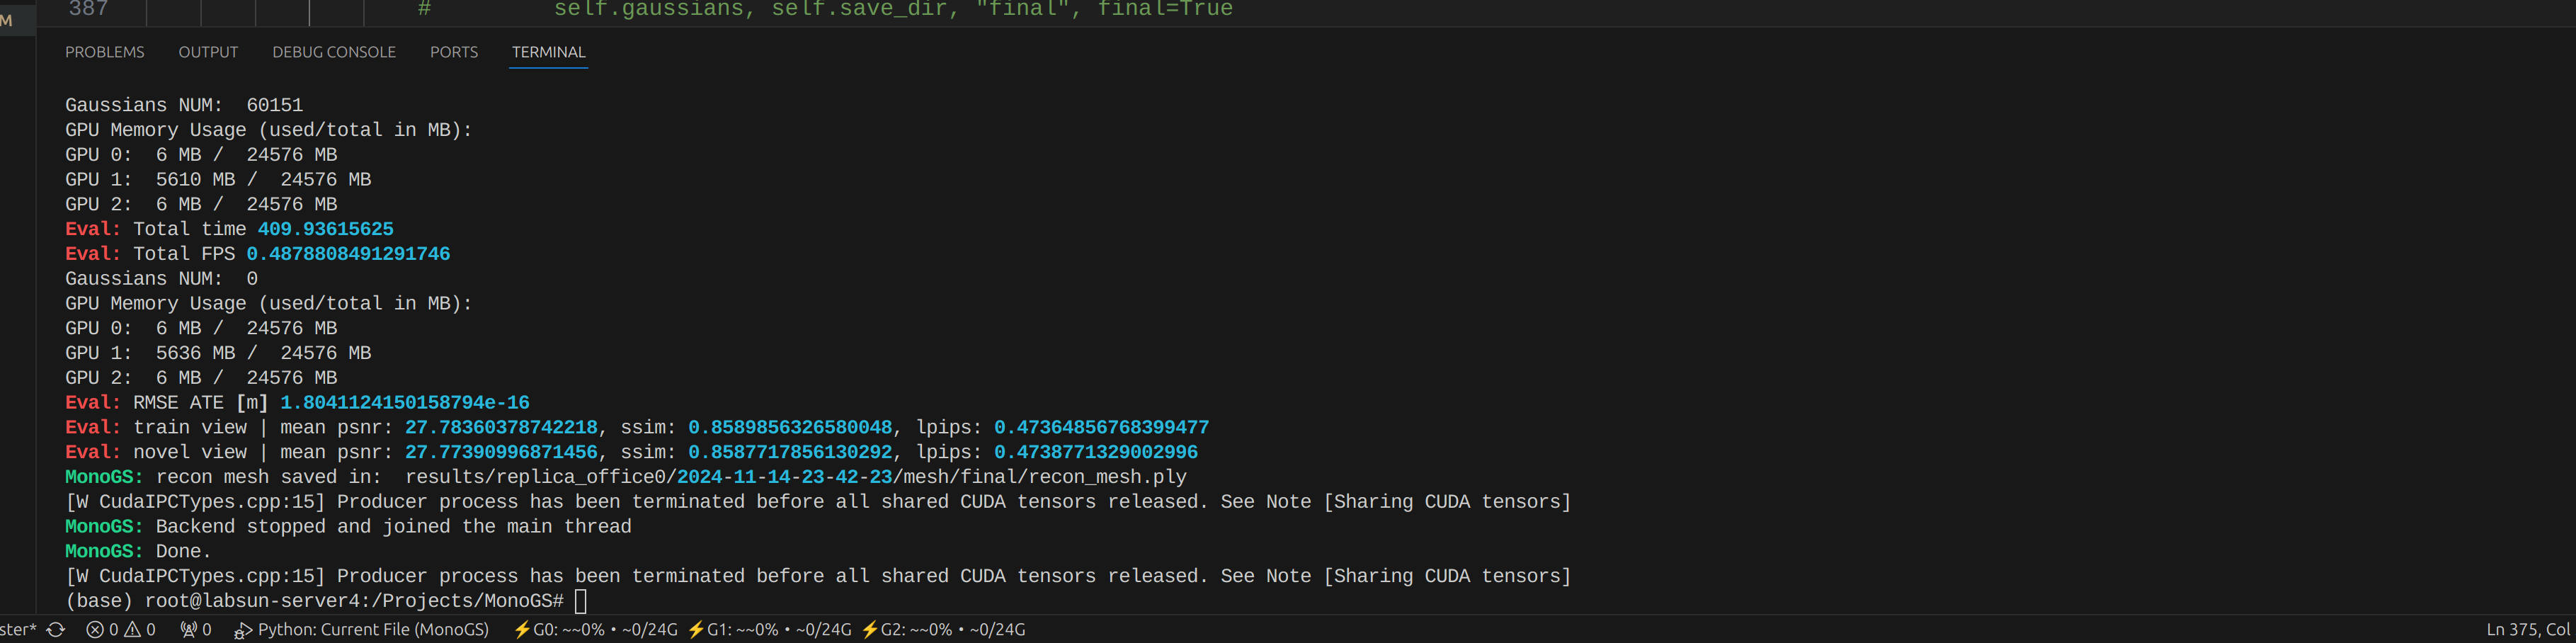 M
387 # self.gaussians, self.save_dir, "final", final=True
PROBLEMS OUTPUT DEBUG CONSOLE PORTS TERMINAL
Gaussians NUM:  60151
GPU Memory Usage (used/total in MB):
GPU 0:  6 MB /  24576 MB
GPU 1:  5610 MB /  24576 MB
GPU 2:  6 MB /  24576 MB
Eval: Total time 409.93615625
Eval: Total FPS 0.4878808491291746
Gaussians NUM:  0
GPU Memory Usage (used/total in MB):
GPU 0:  6 MB /  24576 MB
GPU 1:  5636 MB /  24576 MB
GPU 2:  6 MB /  24576 MB
Eval: RMSE ATE [m] 1.8041124150158794e-16
Eval: train view | mean psnr: 27.78360378742218, ssim: 0.8589856326580048, lpips: 0.47364856768399477
Eval: novel view | mean psnr: 27.77390996871456, ssim: 0.8587717856130292, lpips: 0.4738771329002996
MonoGS: recon mesh saved in:  results/replica_office0/2024-11-14-23-42-23/mesh/final/recon_mesh.ply
[W CudaIPCTypes.cpp:15] Producer process has been terminated before all shared CUDA tensors released. See Note [Sharing CUDA tensors]
MonoGS: Backend stopped and joined the main thread
MonoGS: Done.
[W CudaIPCTypes.cpp:15] Producer process has been terminated before all shared CUDA tensors released. See Note [Sharing CUDA tensors]
(base) root@labsun-server4:/Projects/MonoGS#
ster* 0 0 0 Python: Current File (MonoGS) ⚡G0: ~~0% • ~0/24G ⚡G1: ~~0% • ~0/24G ⚡G2: ~~0% • ~0/24G Ln 375, Col